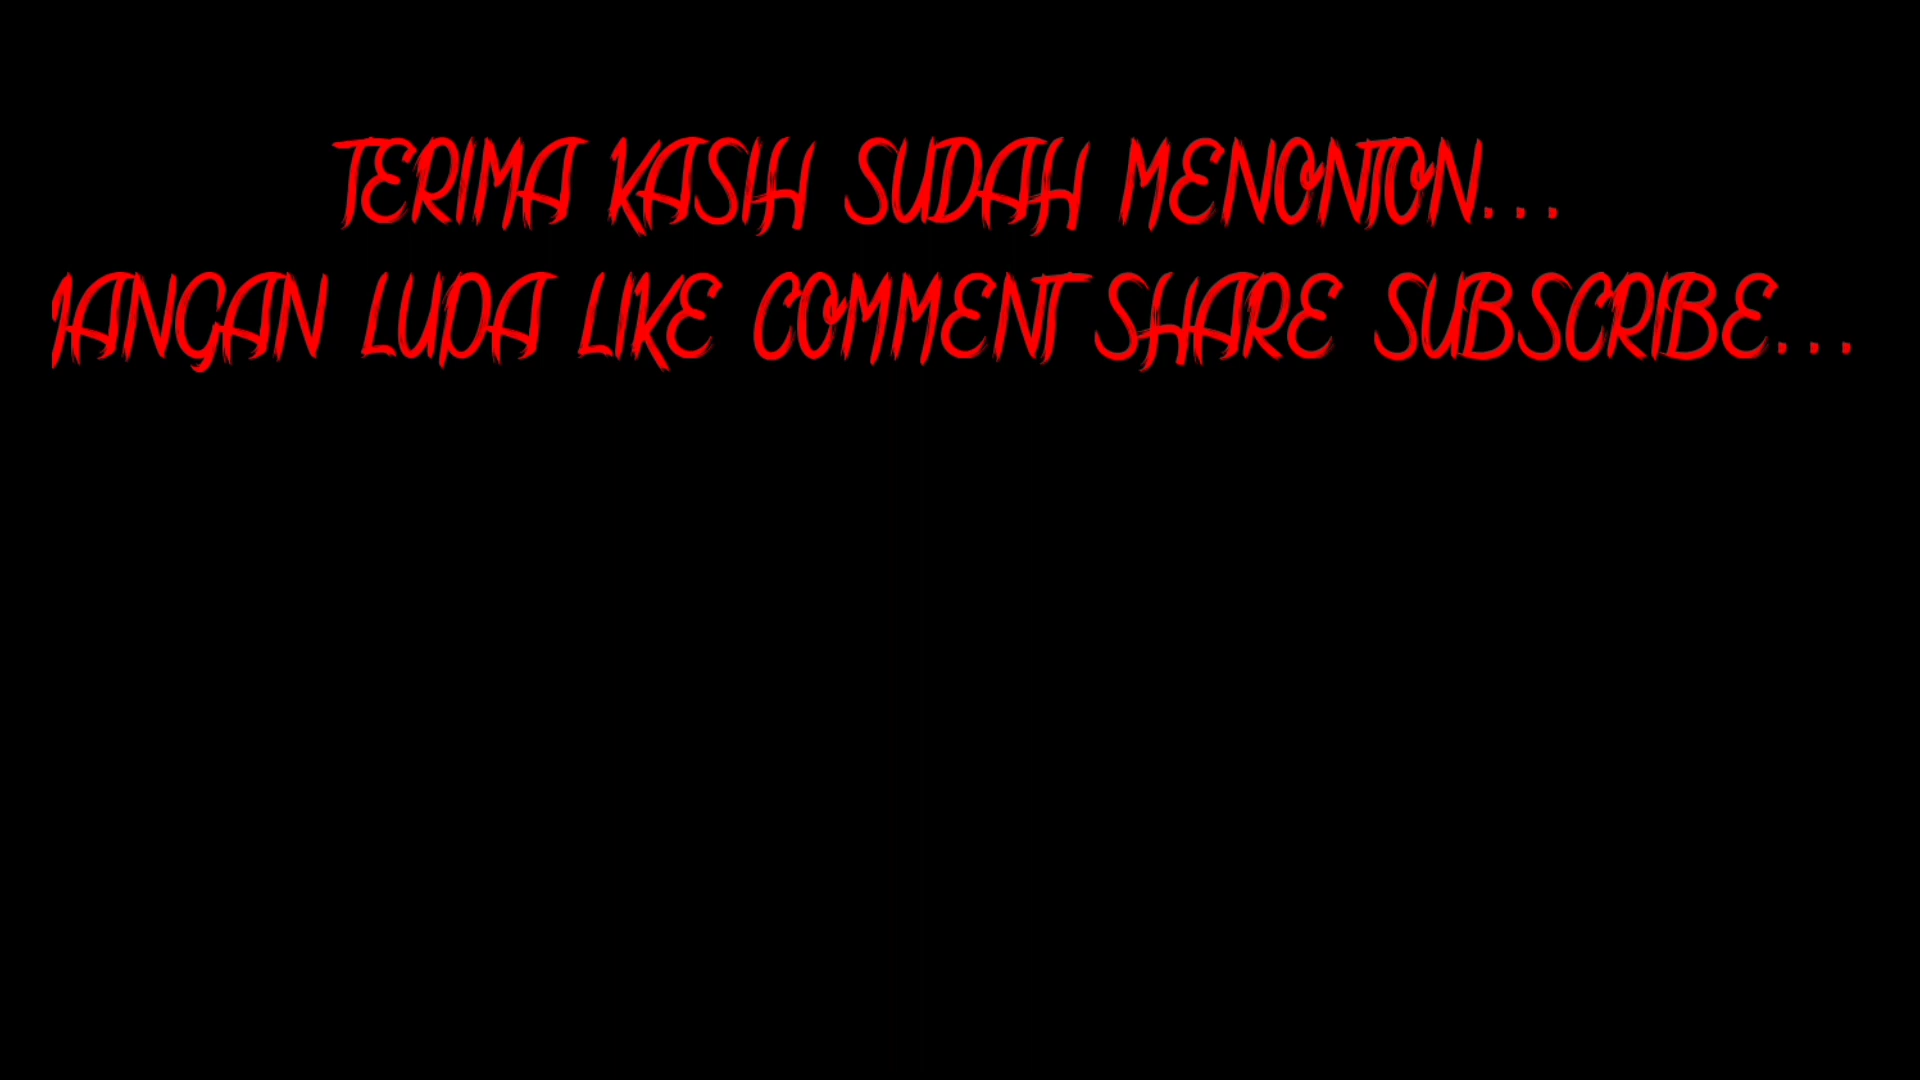 TERIMA KASIH SUDAH MENONTON...
JANGAN LUPA LIKE COMMENT SHARE SUBSCRIBE...